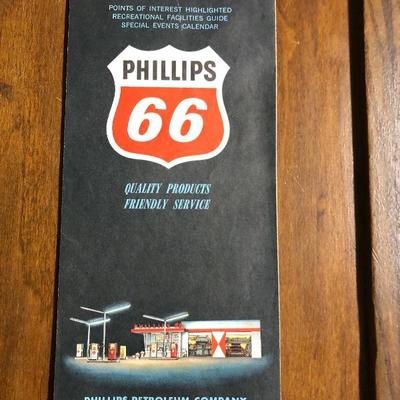 POINTS OF INTEREST HIGHLIGHTED
RECREATIONAL FACILITIES GUIDE
SPECIAL EVENTS CALENDAR
PHILLIPS
66
QUALITY PRODUCTS
FRIENDLY SERVICE
PHILLIPS PETROLEUM COMPANY